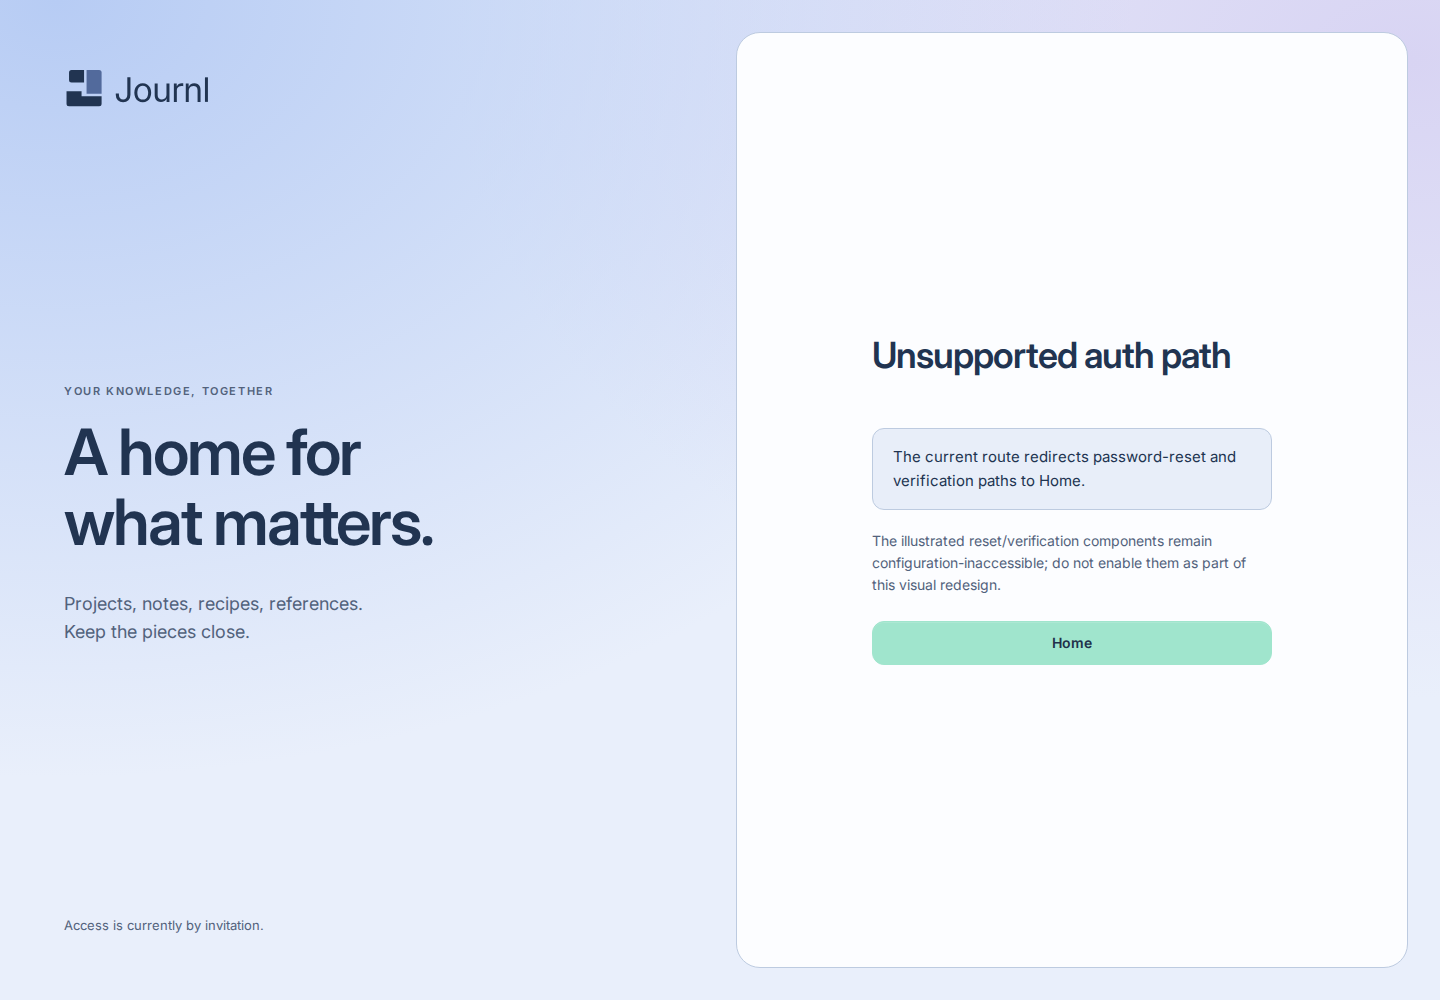 Journl
YOUR KNOWLEDGE, TOGETHER
A home for
what matters.
Projects, notes, recipes, references.
Keep the pieces close.
Access is currently by invitation.
Unsupported auth path
The current route redirects password-reset and
verification paths to Home.
The illustrated reset/verification components remain
configuration-inaccessible; do not enable them as part of
this visual redesign.
Home